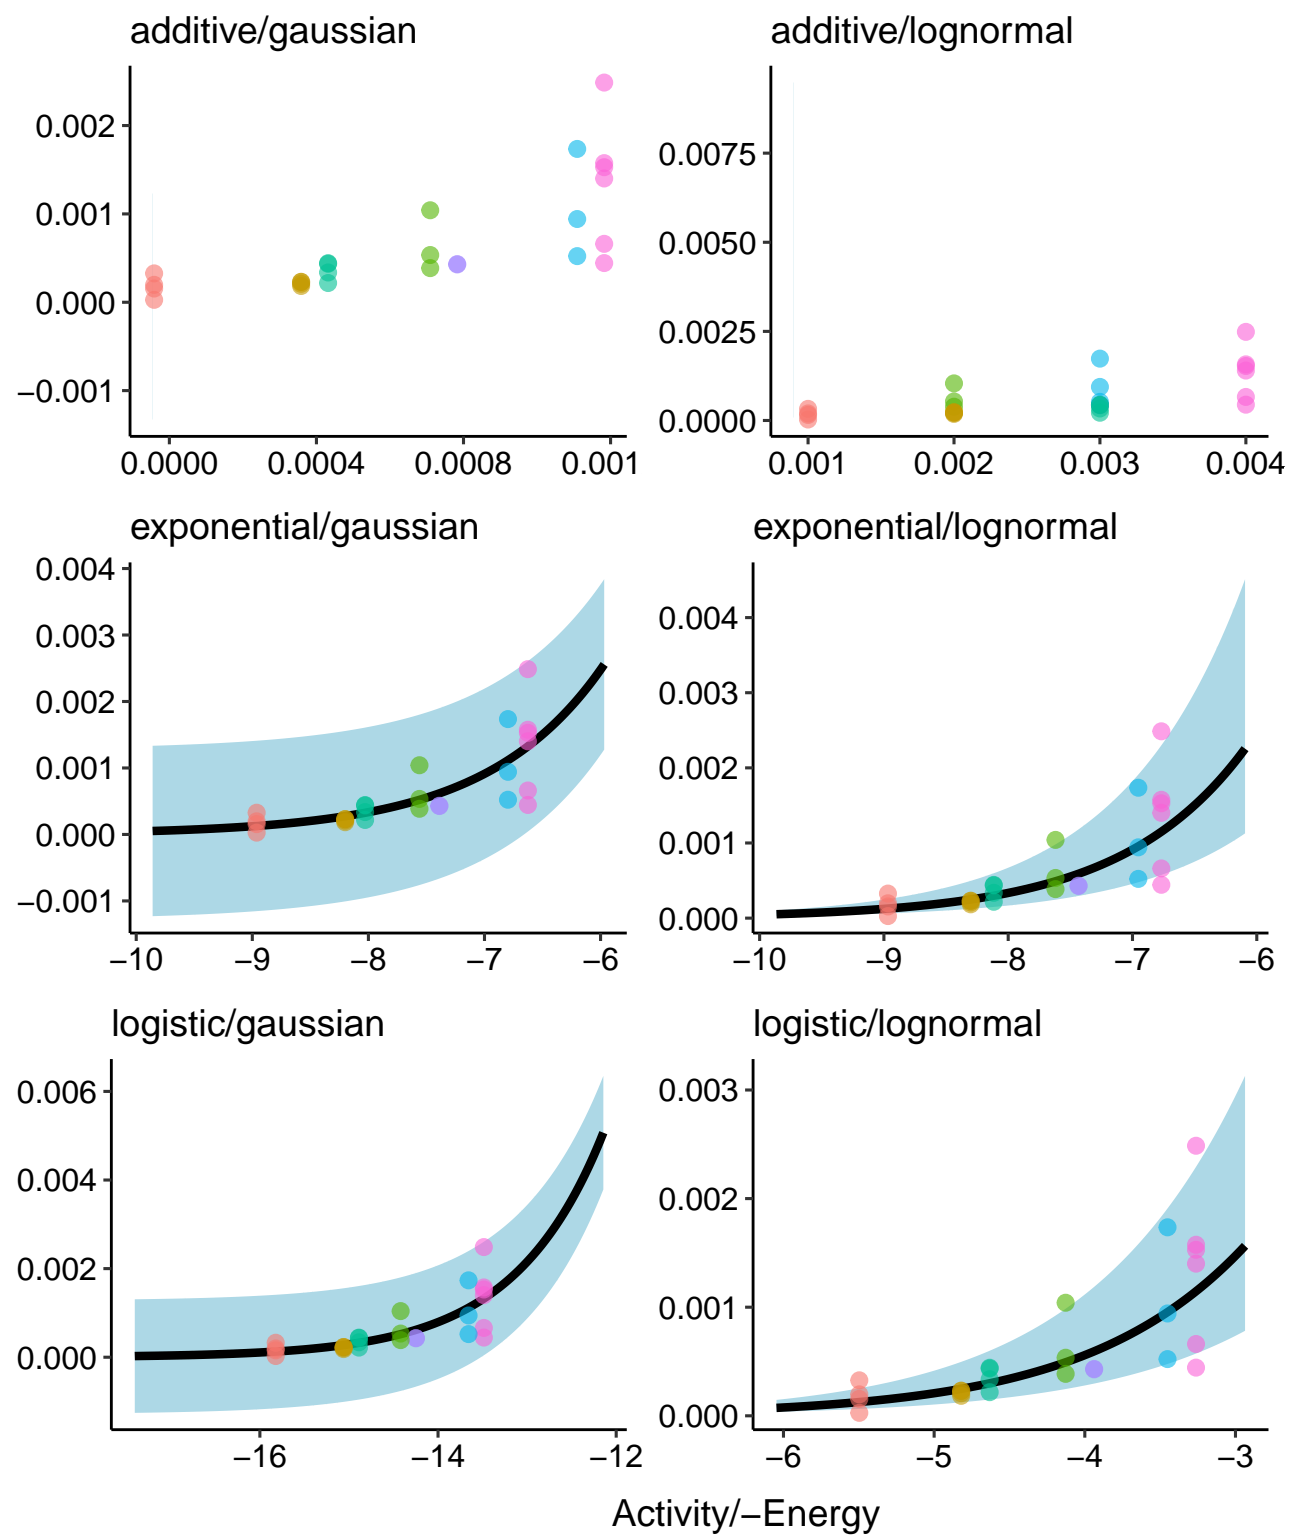 additive/gaussian
0.002
0.001
0.000
−0.001
0.0000 0.0004 0.0008 0.001
additive/lognormal
0.0075
0.0050
0.0025
0.0000
0.001 0.002 0.003 0.004
exponential/gaussian
0.004
0.003
0.002
0.001
0.000
−0.001
−10 −9 −8 −7 −6
exponential/lognormal
0.004
0.003
0.002
0.001
0.000
−10 −9 −8 −7 −6
logistic/gaussian
0.006
0.004
0.002
0.000
−16 −14 −12
logistic/lognormal
0.003
0.002
0.001
0.000
−6 −5 −4 −3
Activity/−Energy